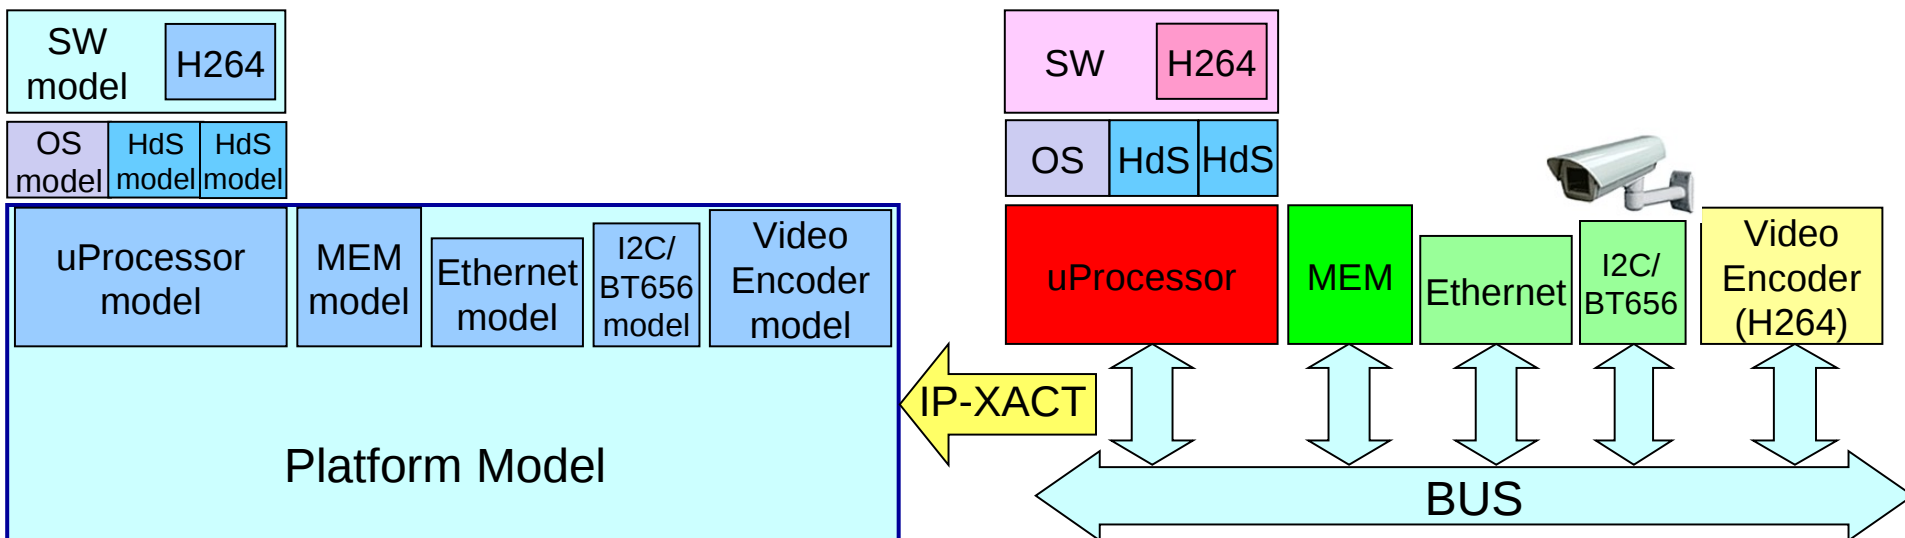 SW
model
H264
OS
model
HdS
model
HdS
model
uProcessor
model
MEM
model
Ethernet
model
I2C/
BT656
model
Video
Encoder
model
Platform Model
IP-XACT
SW
H264
OS
HdS
HdS
uProcessor
MEM
Ethernet
I2C/
BT656
Video
Encoder
(H264)
BUS